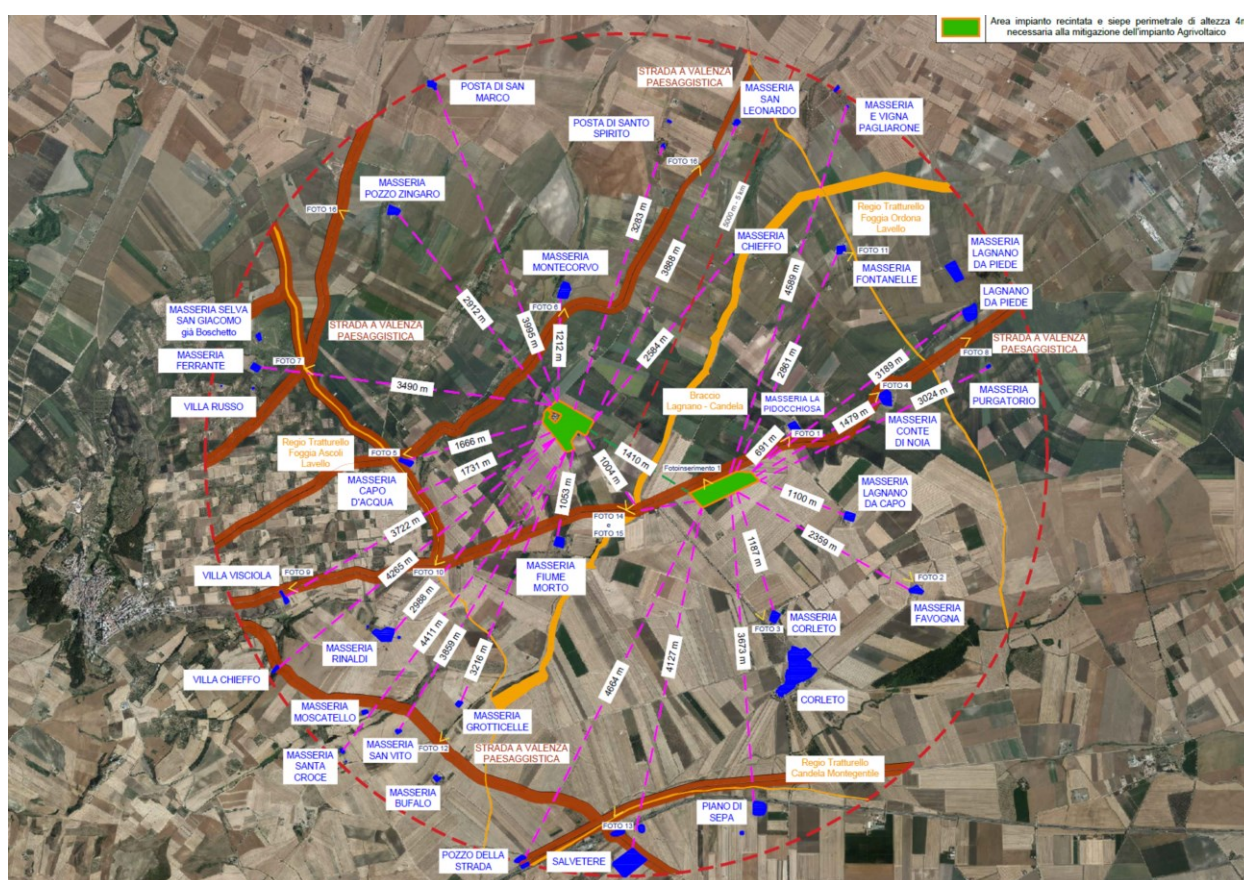 Area impianto recintata e siepe perimetrale di altezza 4m
necessaria alla mitigazione dell'impianto Agrivoltaico
POSTA DI SAN
MARCO
STRADA A VALENZA
PAESAGGISTICA
MASSERIA
SAN
LEONARDO
MASSERIA
E VIGNA
PAGLIARONE
POSTA DI SANTO
SPIRITO
FOTO 16
MASSERIA
POZZO ZINGARO
FOTO 16
3283 m
3888 m
5000 m - 5 km
Regio Tratturello
Foggia Ordona
Lavello
MASSERIA
CHIEFFO
FOTO 11
MASSERIA
FONTANELLE
MASSERIA
LAGNANO
DA PIEDE
LAGNANO
DA PIEDE
MASSERIA
MONTECORVO
4589 m
2912 m
FOTO 6
MASSERIA SELVA
SAN GIACOMO
già Boschetto
STRADA A VALENZA
PAESAGGISTICA
3995 m
1212 m
2584 m
2861 m
3189 m
STRADA A VALENZA
PAESAGGISTICA
FOTO 8
FOTO 7
MASSERIA
FERRANTE
3490 m
Braccio
Lagnano - Candela
FOTO 4
3024 m
MASSERIA
PURGATORIO
VILLA RUSSO
MASSERIA LA
PIDOCCHIOSA
1479 m
MASSERIA
CONTE
DI NOIA
Regio Tratturello
Foggia Ascoli
Lavello
FOTO 5
1666 m
1731 m
1004 m
1410 m
691 m
FOTO 1
Fotoinserimento 1
MASSERIA
CAPO
D'ACQUA
1053 m
MASSERIA
LAGNANO
DA CAPO
1100 m
3722 m
FOTO 14
e
FOTO 15
2359 m
1187 m
4265 m
VILLA VISCIOLA
FOTO 9
FOTO 10
MASSERIA
FIUME
MORTO
FOTO 2
MASSERIA
FAVOGNA
2988 m
4411 m
3859 m
3216 m
MASSERIA
RINALDI
FOTO 3
MASSERIA
CORLETO
3673 m
4127 m
4664 m
VILLA CHIEFFO
CORLETO
MASSERIA
MOSCATELLO
MASSERIA
GROTTICELLE
MASSERIA
SAN VITO
FOTO 12
STRADA A VALENZA
PAESAGGISTICA
MASSERIA
SANTA
CROCE
Regio Tratturello
Candela Montegentile
MASSERIA
BUFALO
PIANO DI
SEPA
FOTO 13
POZZO DELLA
STRADA
SALVETERE